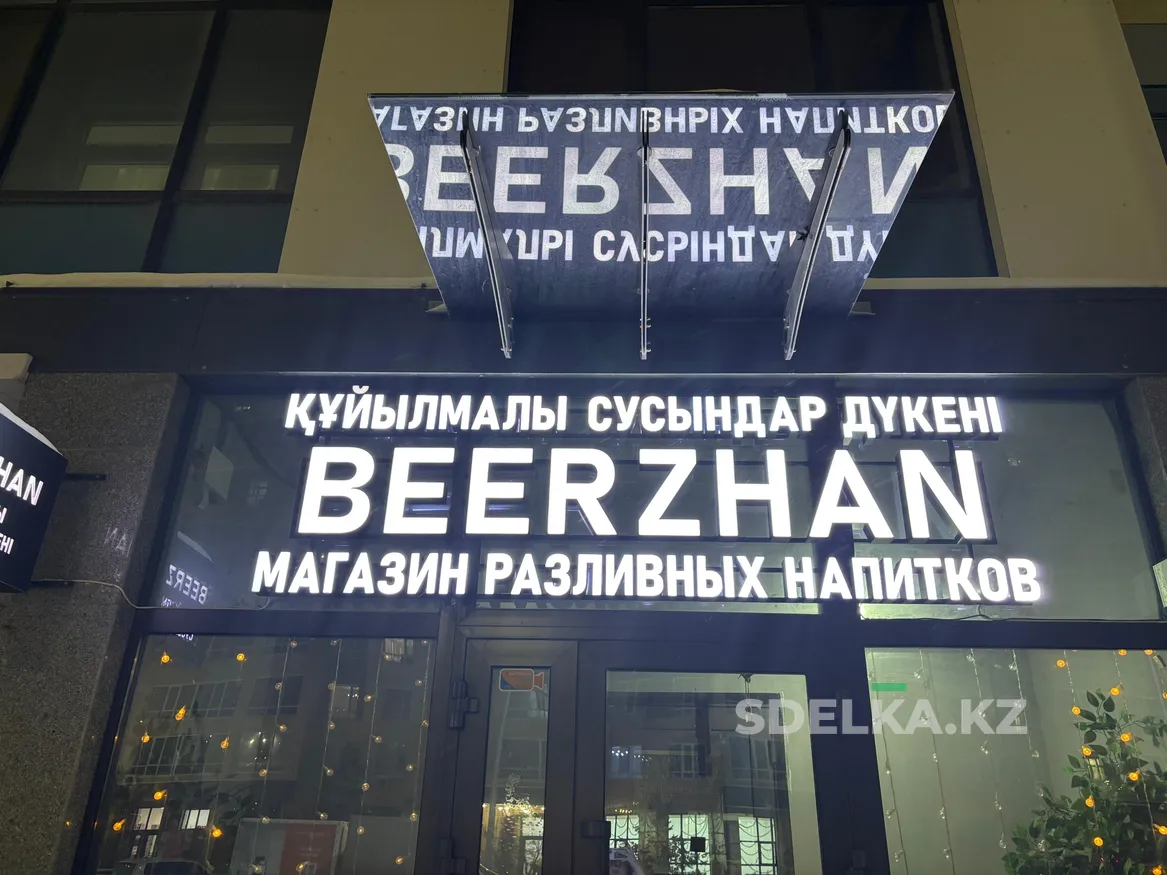 ҚҰЙЫЛМАЛЫ СУСЫНДАР ДҮКЕНІ
BEERZHAN
МАГАЗИН РАЗЛИВНЫХ НАПИТКОВ
SDELKA.KZ